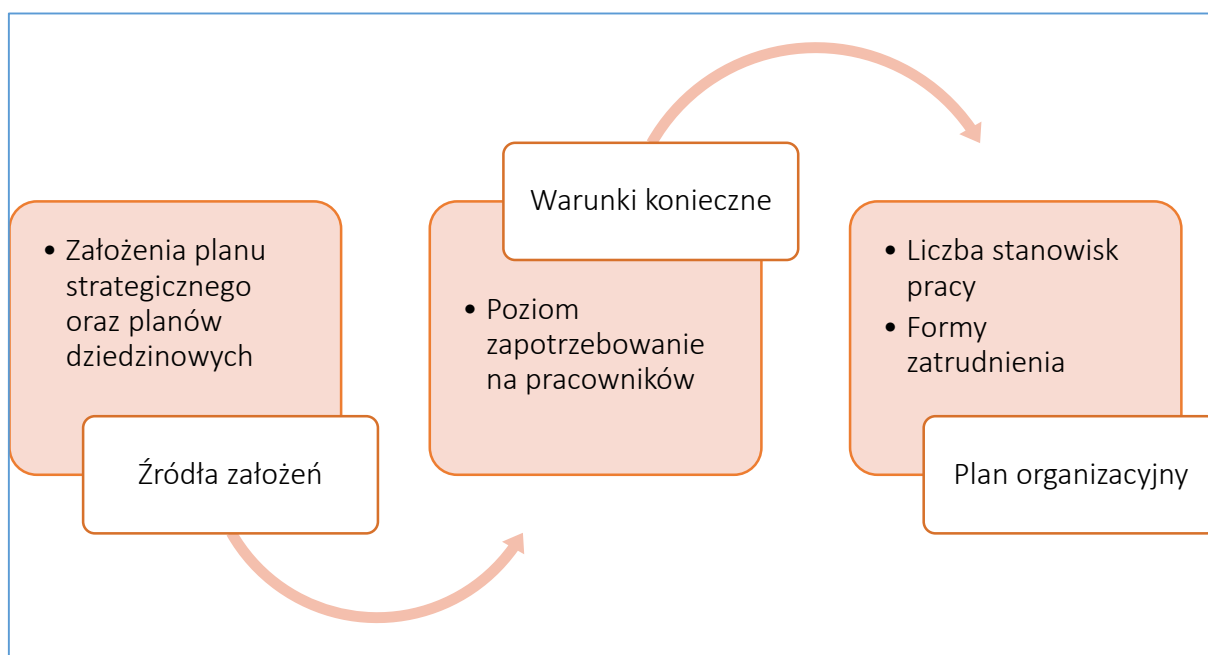 • Założenia planu
strategicznego
oraz planów
dziedzinowych
Źródła założeń
Warunki konieczne
• Poziom
zapotrzebowanie
na pracowników
• Liczba stanowisk
pracy
• Formy
zatrudnienia
Plan organizacyjny